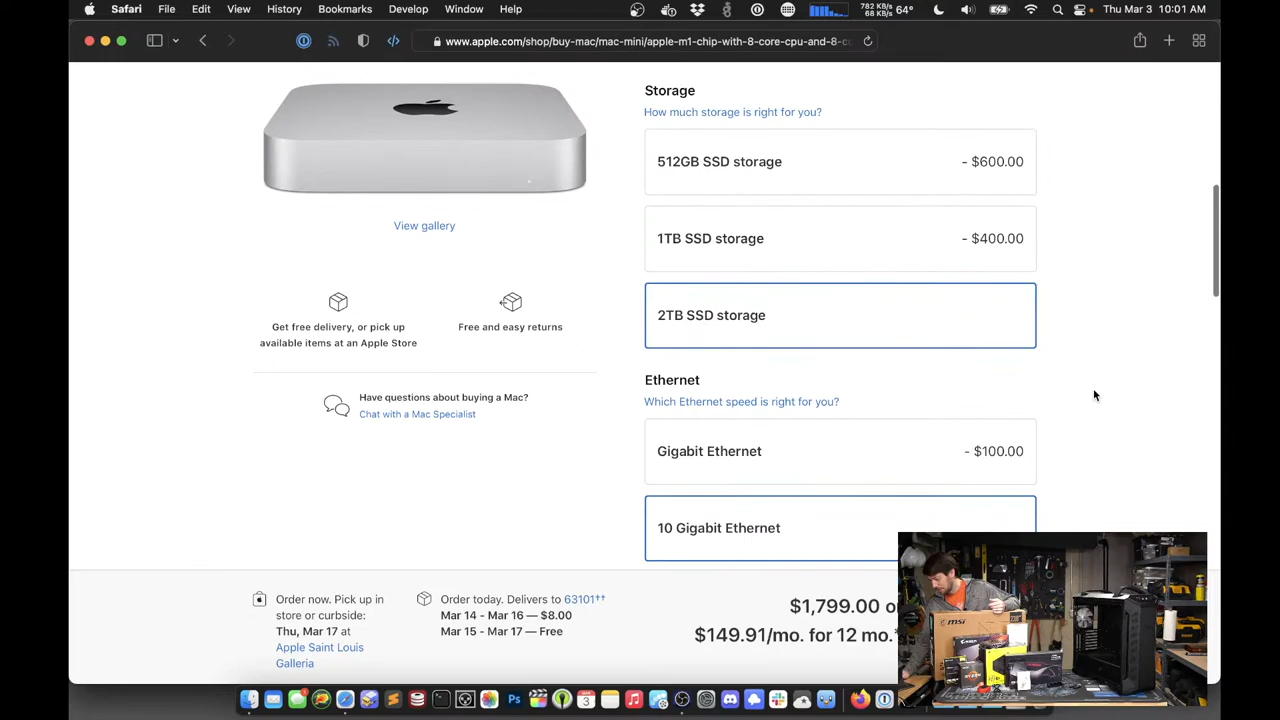 Safari File Edit View History Bookmarks Develop Window Help 782 KB/s 68 KB/s 64° Thu Mar 3 10:01 AM
www.apple.com/shop/buy-mac/mac-mini/apple-m1-chip-with-8-core-cpu-and-8-c
Storage
How much storage is right for you?
512GB SSD storage - $600.00
1TB SSD storage - $400.00
2TB SSD storage
View gallery
Get free delivery, or pick up
available items at an Apple Store
Free and easy returns
Have questions about buying a Mac?
Chat with a Mac Specialist
Ethernet
Which Ethernet speed is right for you?
Gigabit Ethernet - $100.00
10 Gigabit Ethernet
Order now. Pick up in
store or curbside:
Thu, Mar 17 at
Apple Saint Louis
Galleria
Order today. Delivers to 63101††
Mar 14 - Mar 16 — $8.00
Mar 15 - Mar 17 — Free
$1,799.00 o
$149.91/mo. for 12 mo.
msi